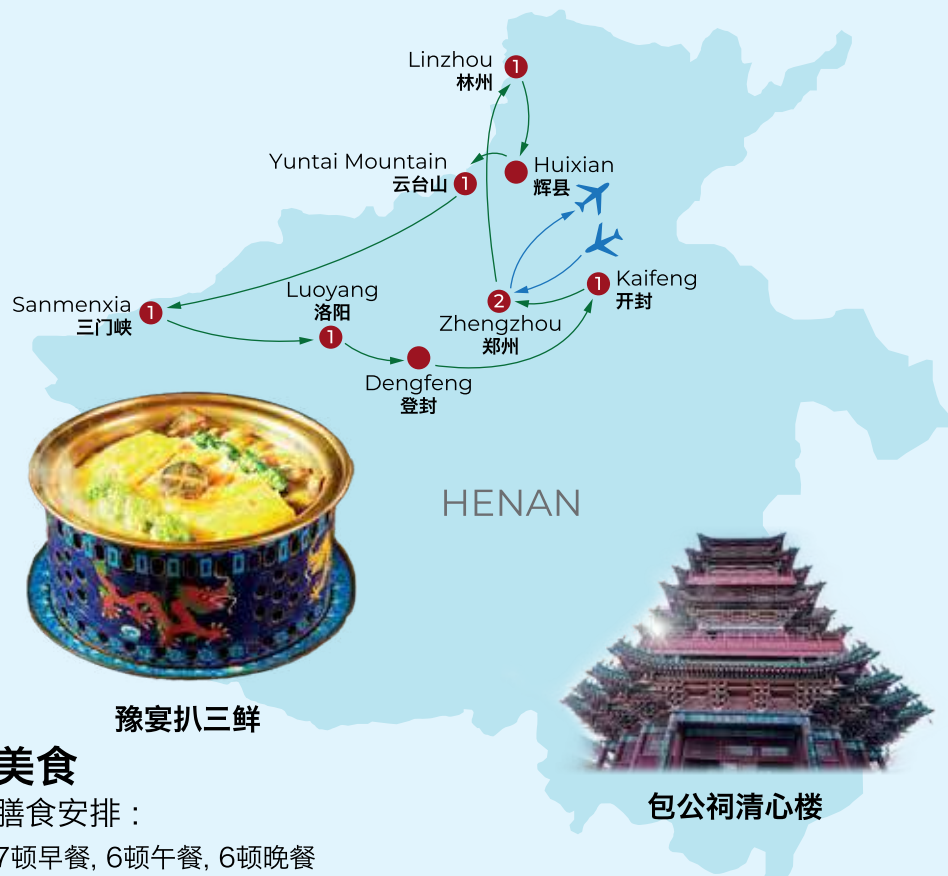 Linzhou
林州
1
Yuntai Mountain
云台山
1
Huixian
辉县
Sanmenxia
三门峡
1
Luoyang
洛阳
1
2
Zhengzhou
郑州
1
Kaifeng
开封
Dengfeng
登封
HENAN
豫宴扒三鲜
美食
膳食安排：
7顿早餐, 6顿午餐, 6顿晚餐
包公祠清心楼